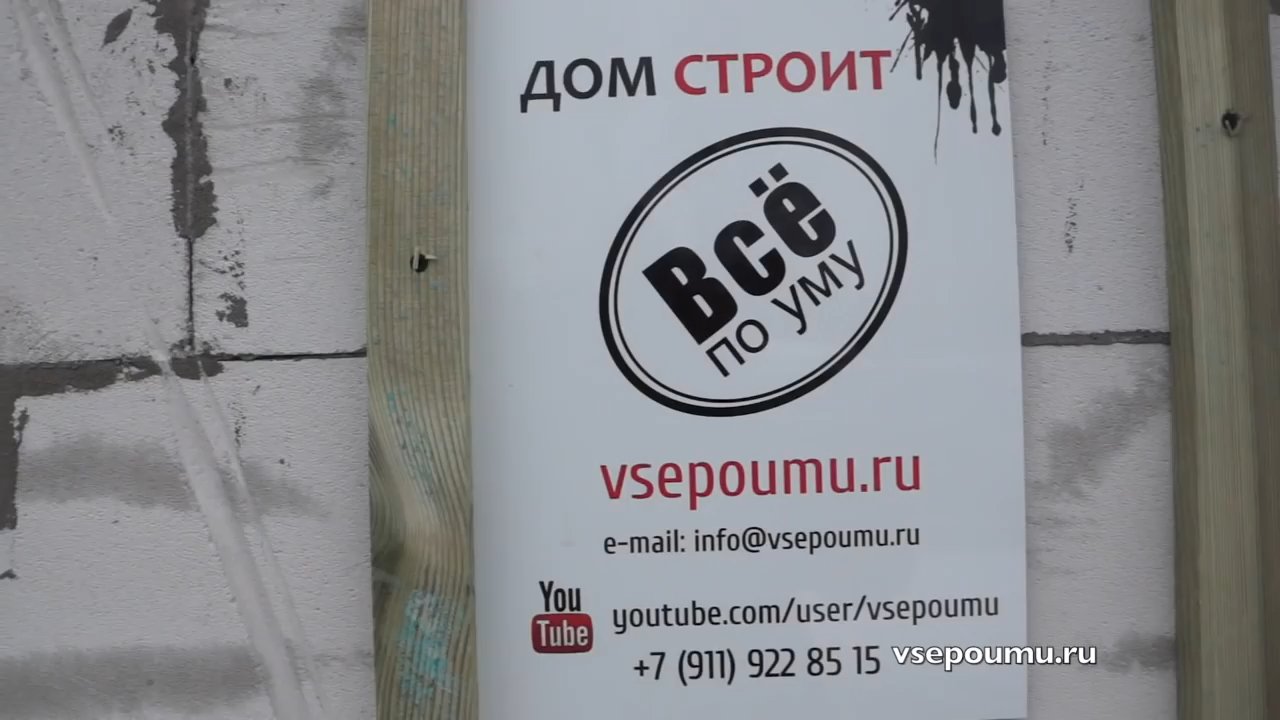 ДОМ СТРОИТ
Всё
по уму
vsepoumu.ru
e-mail: info@vsepoumu.ru
You
Tube
youtube.com/user/vsepoumu
+7 (911) 922 85 15
vsepoumu.ru